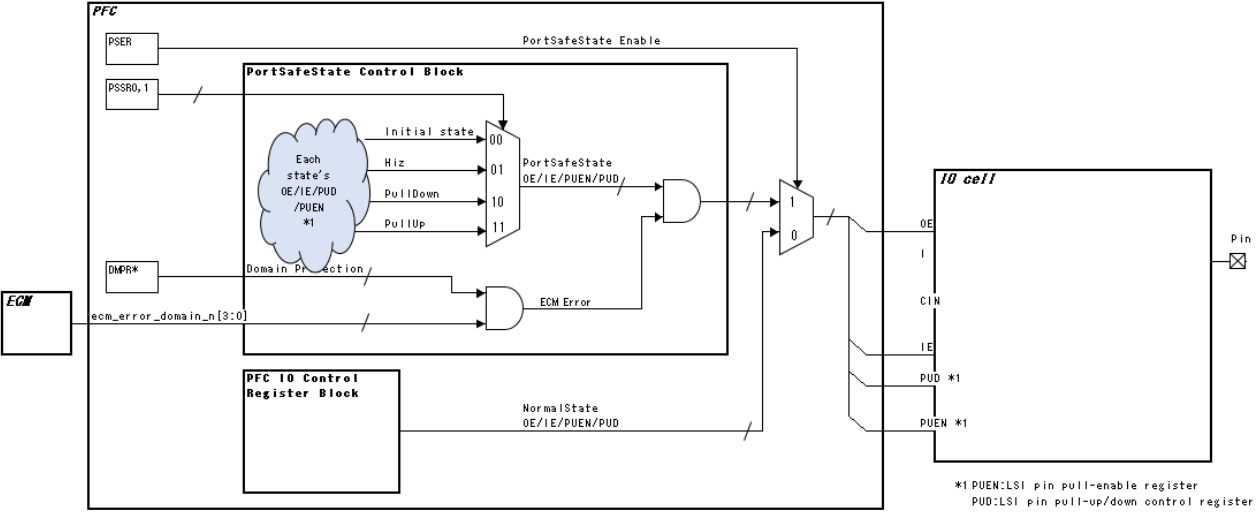 PFC
PSER
PortSafeState Enable
PSSR0,1
PortSafeState Control Block
Initial state
00
Each
state's
OE/IE/PUD
/PUEN
*1
Hiz
01
PortSafeState
OE/IE/PUEN/PUD
PullDown
10
PullUp
11
1
0
IO cell
OE
I
CIN
IE
PUD *1
PUEN *1
Pin
DMPR*
Domain Pr ection
ECM
ecm_error_domain_n[3:0]
ECM Error
PFC IO Control
Register Block
NormalState
OE/IE/PUEN/PUD
*1 PUEN:LSI pin pull-enable register
PUD:LSI pin pull-up/down control register